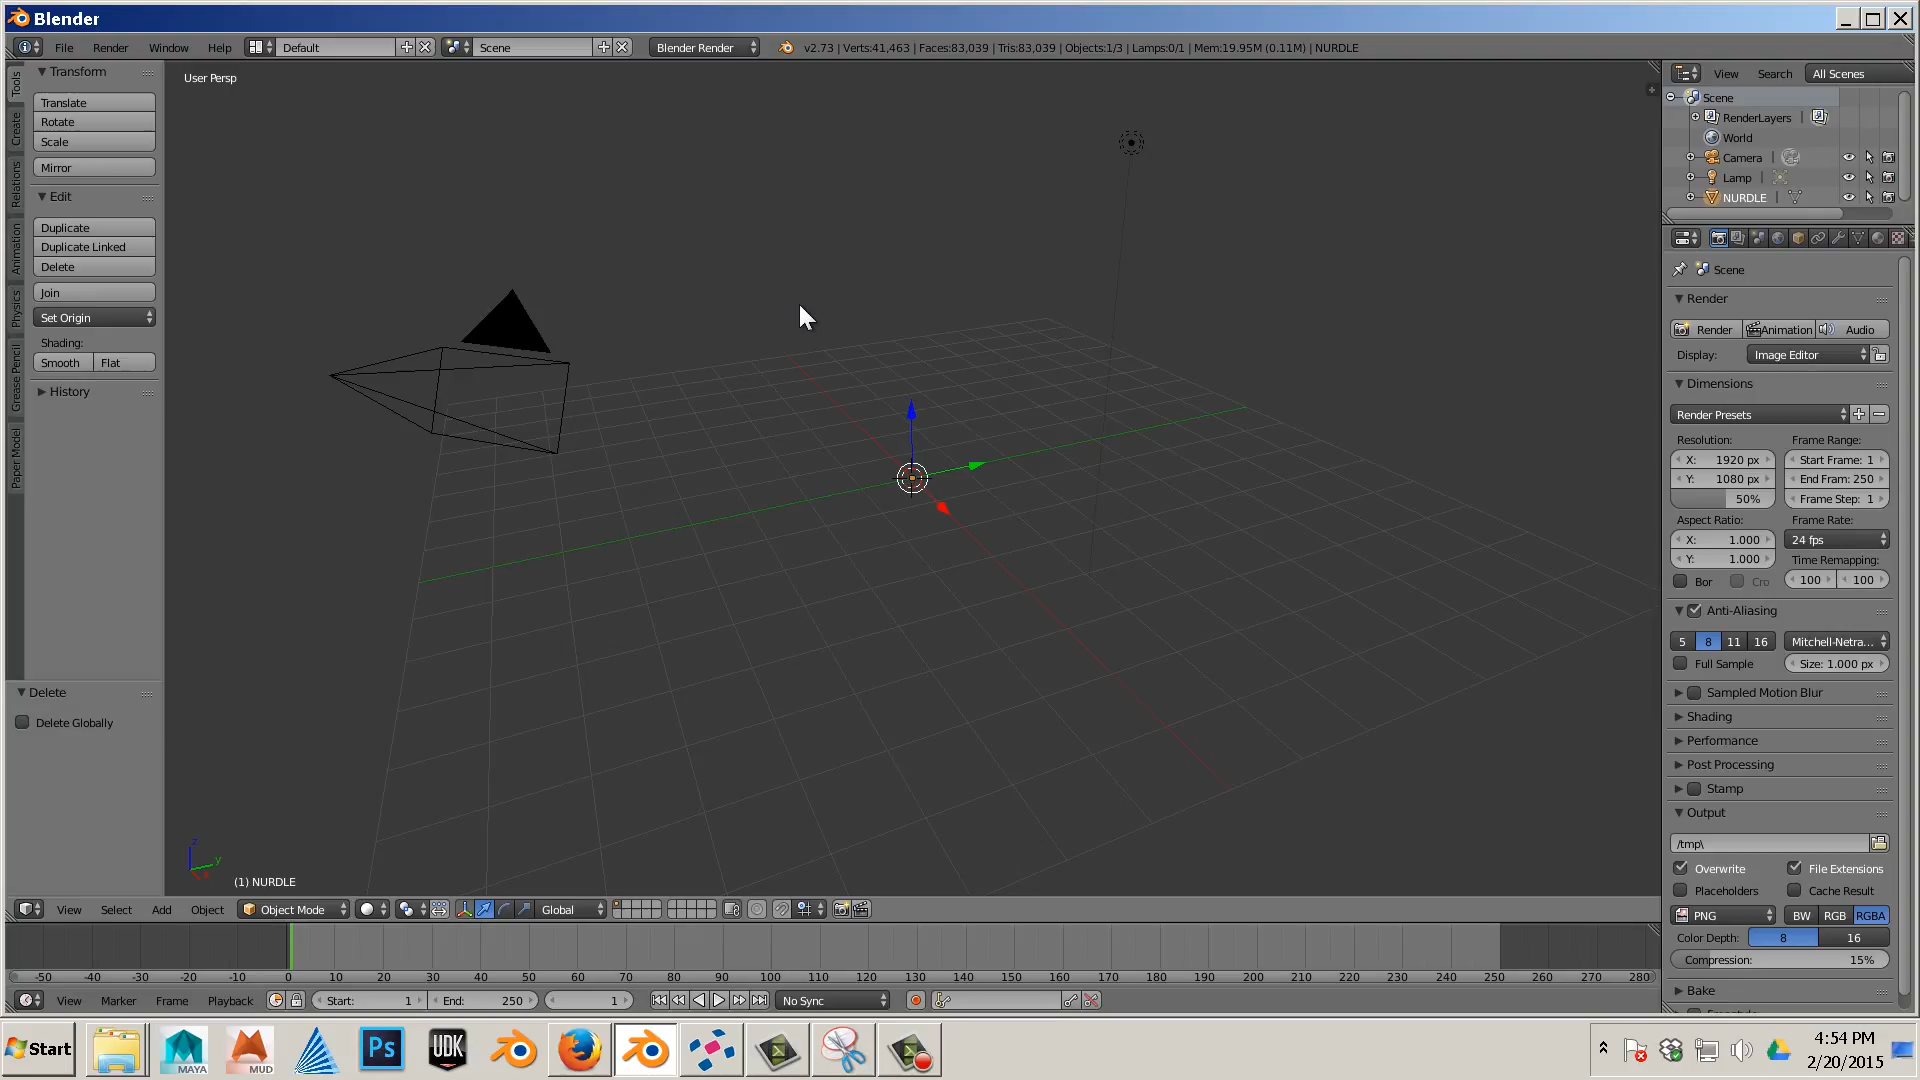 Blender
File Render Window Help Default Scene Blender Render v2.73 | Verts:41,463 | Faces:83,039 | Tris:83,039 | Objects:1/3 | Lamps:0/1 | Mem:19.95M (0.11M) | NURDLE
Tools
Create
Relations
Animation
Physics
Grease Pencil
Paper Model
Transform
Translate
Rotate
Scale
Mirror
Edit
Duplicate
Duplicate Linked
Delete
Join
Set Origin
Shading:
Smooth Flat
History
Delete
Delete Globally
User Persp
z
y
(1) NURDLE
View Select Add Object Object Mode Global
-50 -40 -30 -20 -10 0 10 20 30 40 50 60 70 80 90 100 110 120 130 140 150 160 170 180 190 200 210 220 230 240 250 260 270 280
View Marker Frame Playback Start: 1 End: 250 1 No Sync
View Search All Scenes
Scene
RenderLayers |
World
Camera |
Lamp |
NURDLE |
Scene
Render
Render Animation Audio
Display: Image Editor
Dimensions
Render Presets
Resolution: Frame Range:
X: 1920 px Start Frame: 1
Y: 1080 px End Fram: 250
50% Frame Step: 1
Aspect Ratio: Frame Rate:
X: 1.000 24 fps
Y: 1.000 Time Remapping:
Bor Cro 100 100
Anti-Aliasing
5 8 11 16 Mitchell-Netra...
Full Sample Size: 1.000 px
Sampled Motion Blur
Shading
Performance
Post Processing
Stamp
Output
/tmp\
Overwrite File Extensions
Placeholders Cache Result
PNG BW RGB RGBA
Color Depth: 8 16
Compression: 15%
Bake
Start MAYA MUD Ps UDK
4:54 PM
2/20/2015